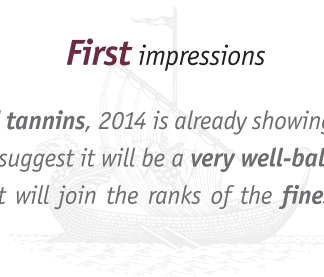 First impressions
tannins, 2014 is already showing
suggest it will be a very well-bal
t will join the ranks of the fines